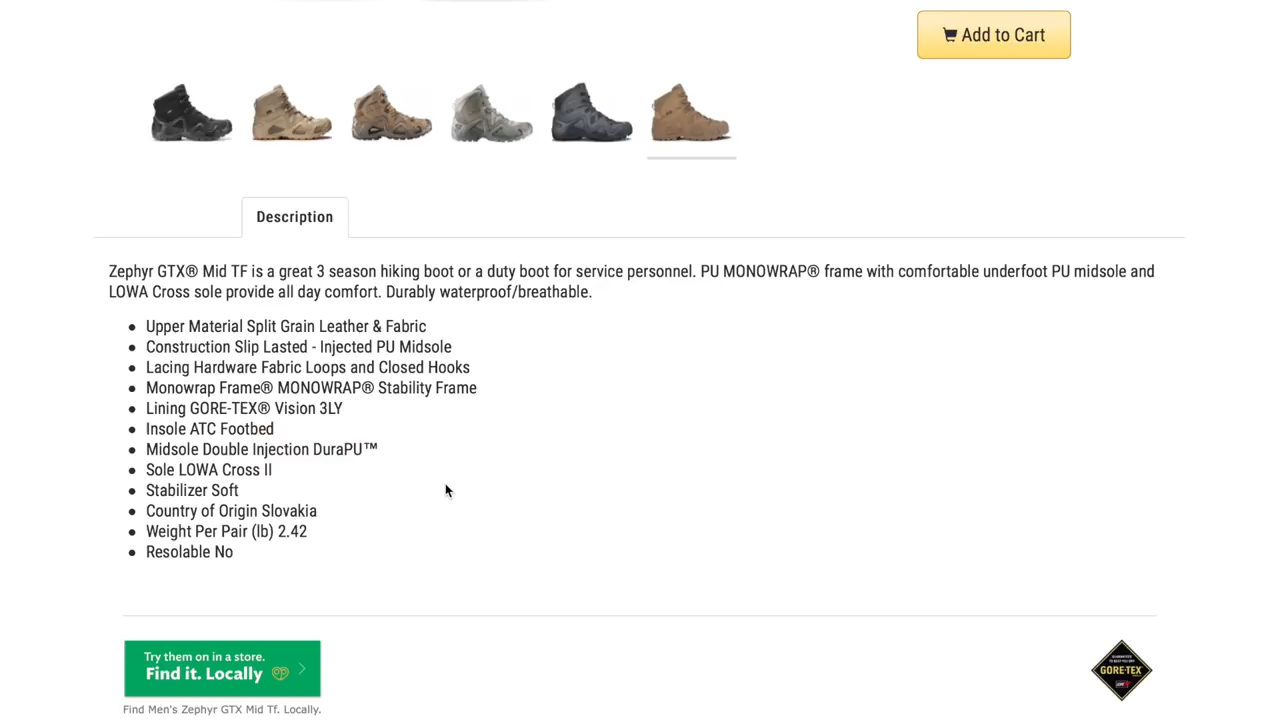 Add to Cart
Description
Zephyr GTX® Mid TF is a great 3 season hiking boot or a duty boot for service personnel. PU MONOWRAP® frame with comfortable underfoot PU midsole and
LOWA Cross sole provide all day comfort. Durably waterproof/breathable.
● Upper Material Split Grain Leather & Fabric
● Construction Slip Lasted - Injected PU Midsole
● Lacing Hardware Fabric Loops and Closed Hooks
● Monowrap Frame® MONOWRAP® Stability Frame
● Lining GORE-TEX® Vision 3LY
● Insole ATC Footbed
● Midsole Double Injection DuraPU™
● Sole LOWA Cross II
● Stabilizer Soft
● Country of Origin Slovakia
● Weight Per Pair (lb) 2.42
● Resolable No
Try them on in a store.
Find it. Locally
Find Men's Zephyr GTX Mid Tf. Locally.
GUARANTEED
TO KEEP YOU DRY
GORE-TEX